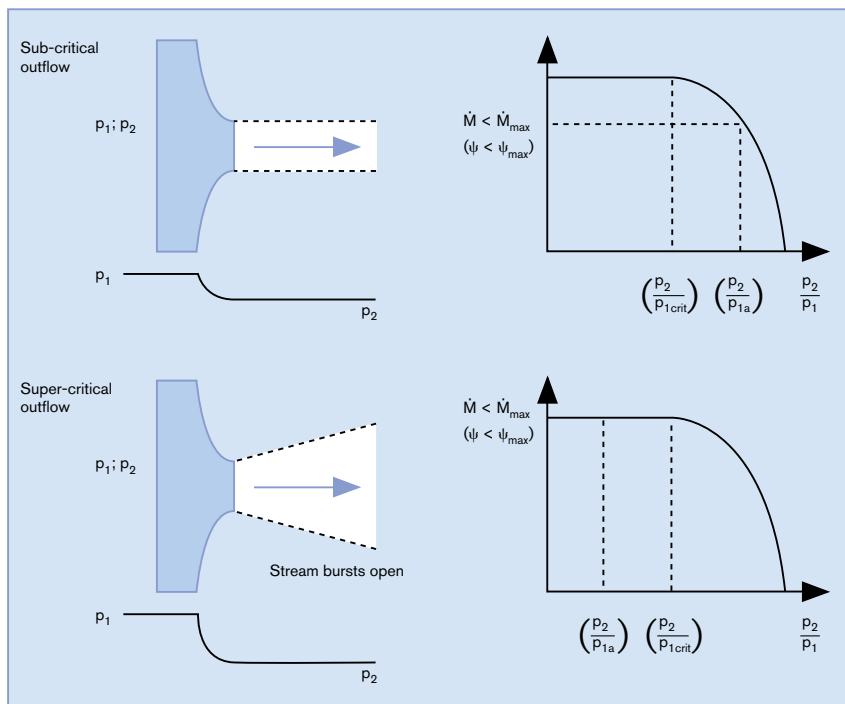 Sub-critical
outflow
p₁; p₂
p₁
p₂
Ṁ < Ṁmax
(ψ < ψmax)
(p₂/p₁crit) (p₂/p₁a) p₂/p₁
Super-critical
outflow
p₁; p₂
Stream bursts open
p₁
p₂
Ṁ < Ṁmax
(ψ < ψmax)
(p₂/p₁a) (p₂/p₁crit) p₂/p₁